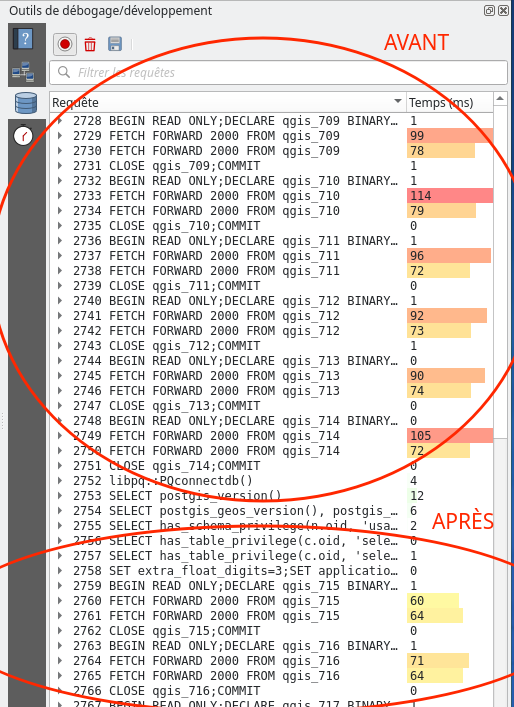 Outils de débogage/développement
AVANT
Filtrer les requêtes
Requête Temps (ms)
2728 BEGIN READ ONLY;DECLARE qgis_709 BINARY… 1
2729 FETCH FORWARD 2000 FROM qgis_709 99
2730 FETCH FORWARD 2000 FROM qgis_709 78
2731 CLOSE qgis_709;COMMIT 1
2732 BEGIN READ ONLY;DECLARE qgis_710 BINARY… 1
2733 FETCH FORWARD 2000 FROM qgis_710 114
2734 FETCH FORWARD 2000 FROM qgis_710 79
2735 CLOSE qgis_710;COMMIT 0
2736 BEGIN READ ONLY;DECLARE qgis_711 BINARY… 1
2737 FETCH FORWARD 2000 FROM qgis_711 96
2738 FETCH FORWARD 2000 FROM qgis_711 72
2739 CLOSE qgis_711;COMMIT 0
2740 BEGIN READ ONLY;DECLARE qgis_712 BINARY… 1
2741 FETCH FORWARD 2000 FROM qgis_712 92
2742 FETCH FORWARD 2000 FROM qgis_712 73
2743 CLOSE qgis_712;COMMIT 1
2744 BEGIN READ ONLY;DECLARE qgis_713 BINARY… 0
2745 FETCH FORWARD 2000 FROM qgis_713 90
2746 FETCH FORWARD 2000 FROM qgis_713 74
2747 CLOSE qgis_713;COMMIT 0
2748 BEGIN READ ONLY;DECLARE qgis_714 BINARY… 0
2749 FETCH FORWARD 2000 FROM qgis_714 105
2750 FETCH FORWARD 2000 FROM qgis_714 72
2751 CLOSE qgis_714;COMMIT 0
2752 libpq::PQconnectdb() 4
2753 SELECT postgis_version() 12
2754 SELECT postgis_geos_version(), postgis_… 6
APRÈS
2755 SELECT has_schema_privilege(n.oid, 'usa… 2
2756 SELECT has_table_privilege(c.oid, 'sele… 0
2757 SELECT has_table_privilege(c.oid, 'sele… 1
2758 SET extra_float_digits=3;SET applicatio… 0
2759 BEGIN READ ONLY;DECLARE qgis_715 BINARY… 1
2760 FETCH FORWARD 2000 FROM qgis_715 60
2761 FETCH FORWARD 2000 FROM qgis_715 64
2762 CLOSE qgis_715;COMMIT 0
2763 BEGIN READ ONLY;DECLARE qgis_716 BINARY… 1
2764 FETCH FORWARD 2000 FROM qgis_716 71
2765 FETCH FORWARD 2000 FROM qgis_716 64
2766 CLOSE qgis_716;COMMIT 0
2767 BEGIN READ ONLY;DECLARE qgis_717 BINARY… 1